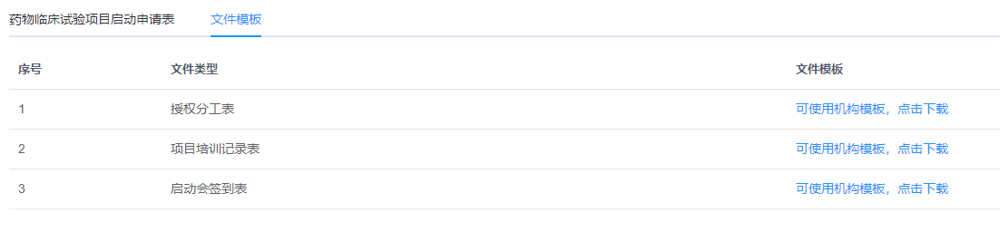 药物临床试验项目启动申请表 文件模板
序号 文件类型 文件模板
1 授权分工表 可使用机构模板，点击下载
2 项目培训记录表 可使用机构模板，点击下载
3 启动会签到表 可使用机构模板，点击下载